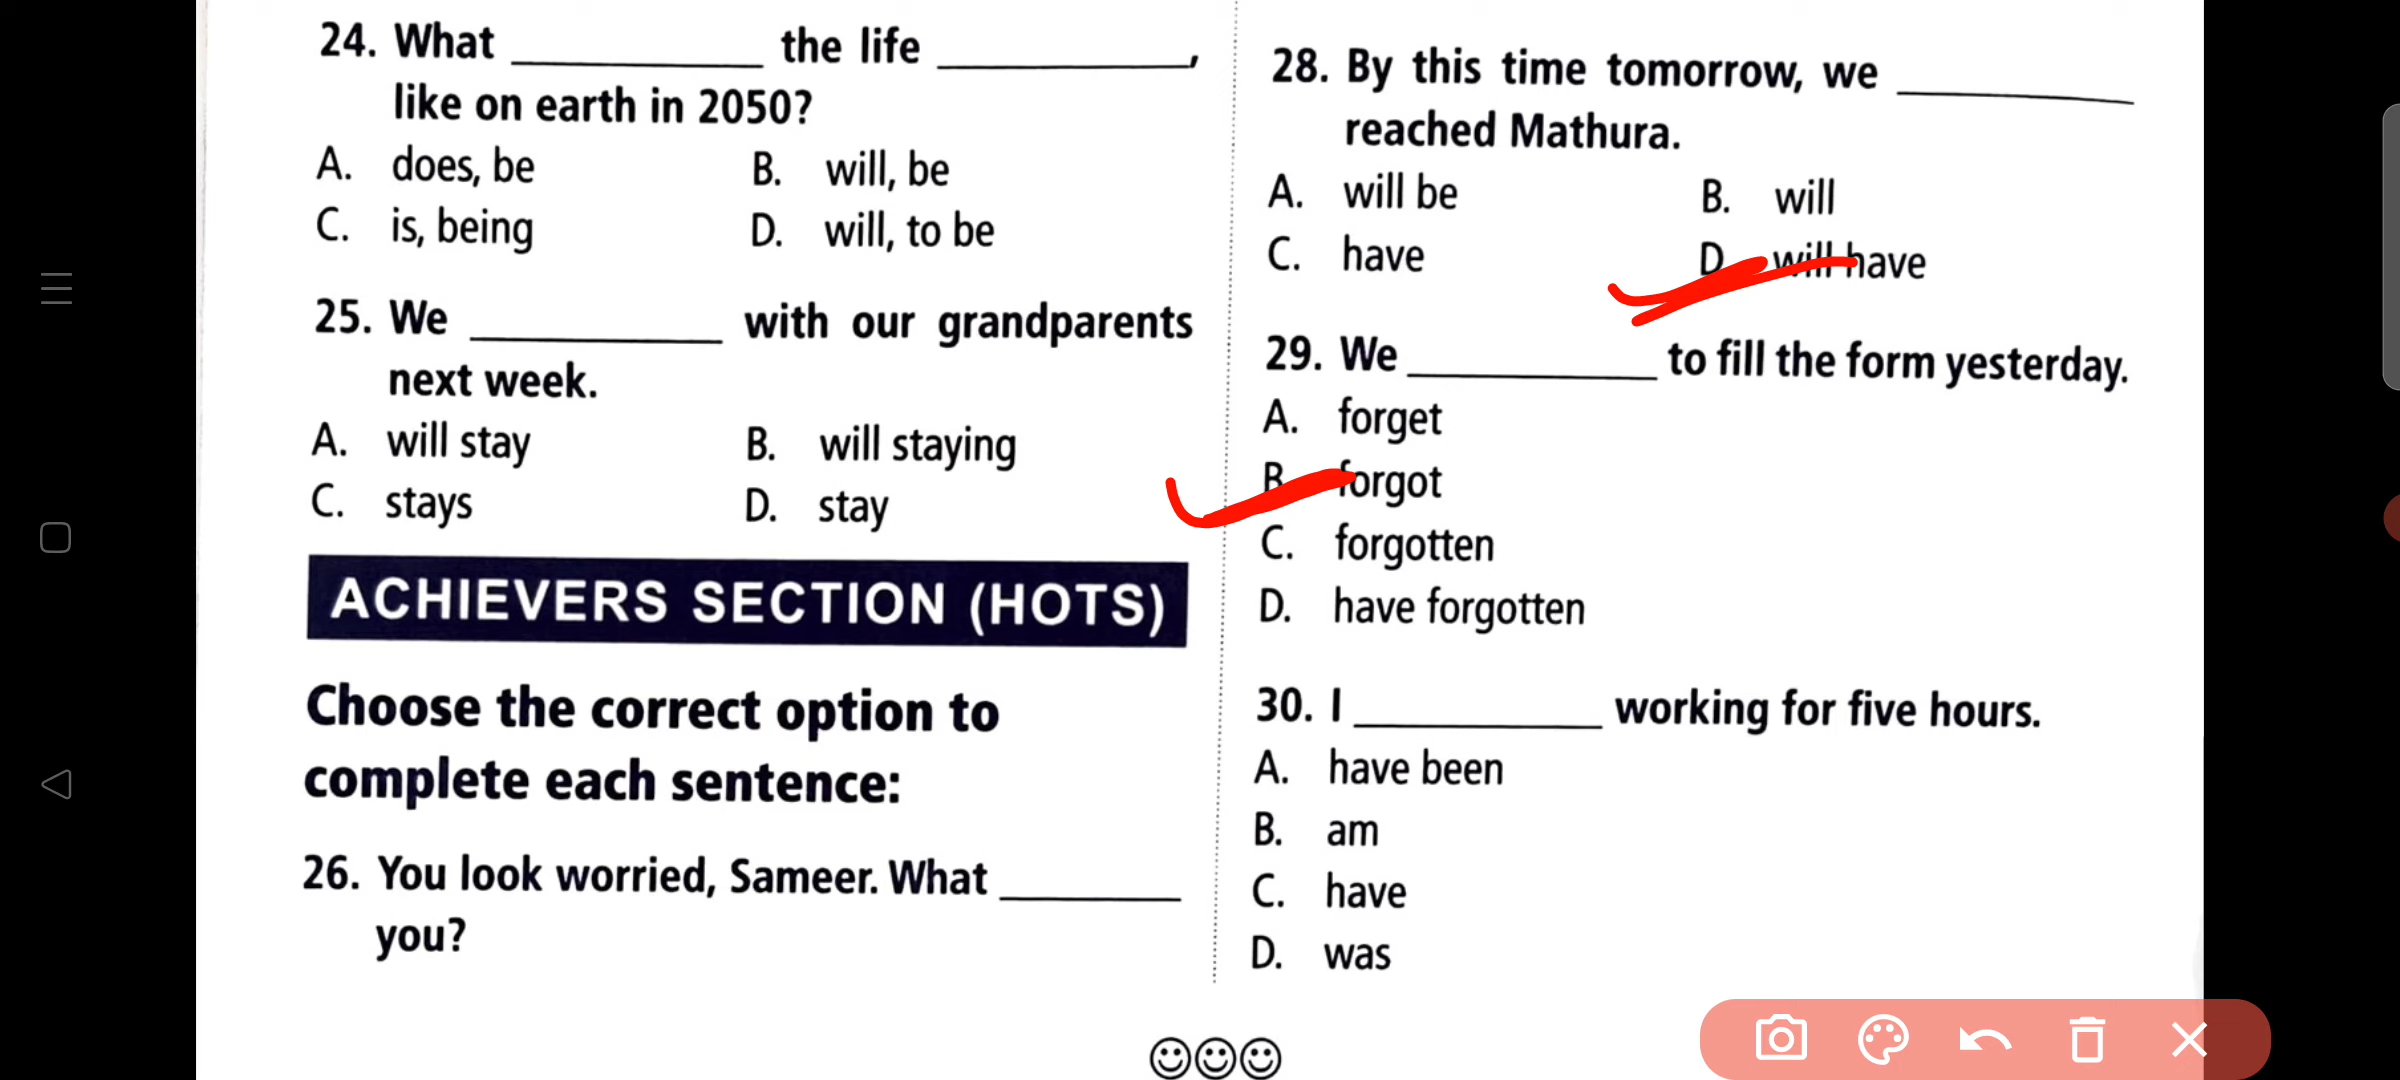 24. What __________ the life __________,
like on earth in 2050?
A. does, be B. will, be
C. is, being D. will, to be
25. We __________ with our grandparents
next week.
A. will stay B. will staying
C. stays D. stay
ACHIEVERS SECTION (HOTS)
Choose the correct option to
complete each sentence:
26. You look worried, Sameer. What _______
you?
28. By this time tomorrow, we _________
reached Mathura.
A. will be B. will
C. have D. will have
29. We __________ to fill the form yesterday.
A. forget
B. forgot
C. forgotten
D. have forgotten
30. I __________ working for five hours.
A. have been
B. am
C. have
D. was